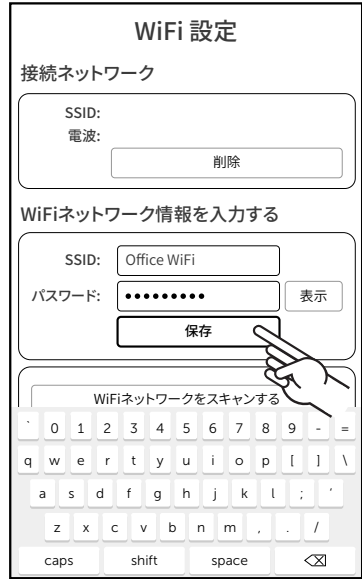 WiFi 設定
接続ネットワーク
SSID:
電波:
削除
WiFiネットワーク情報を入力する
SSID: Office WiFi
パスワード: ••••••••• 表示
保存
WiFiネットワークをスキャンする
` 0 1 2 3 4 5 6 7 8 9 - =
q w e r t y u i o p [ ] \
a s d f g h j k l ; ′
z x c v b n m , . /
caps shift space ⌫